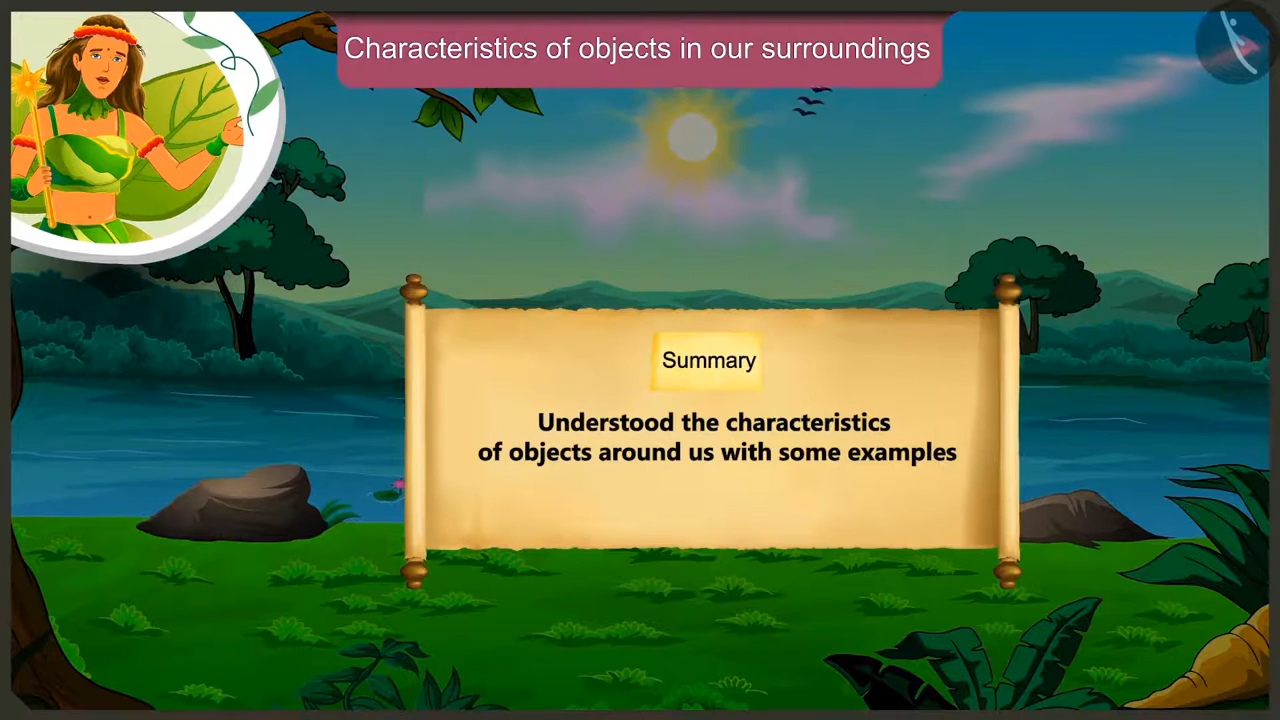 Characteristics of objects in our surroundings
Summary
Understood the characteristics
of objects around us with some examples